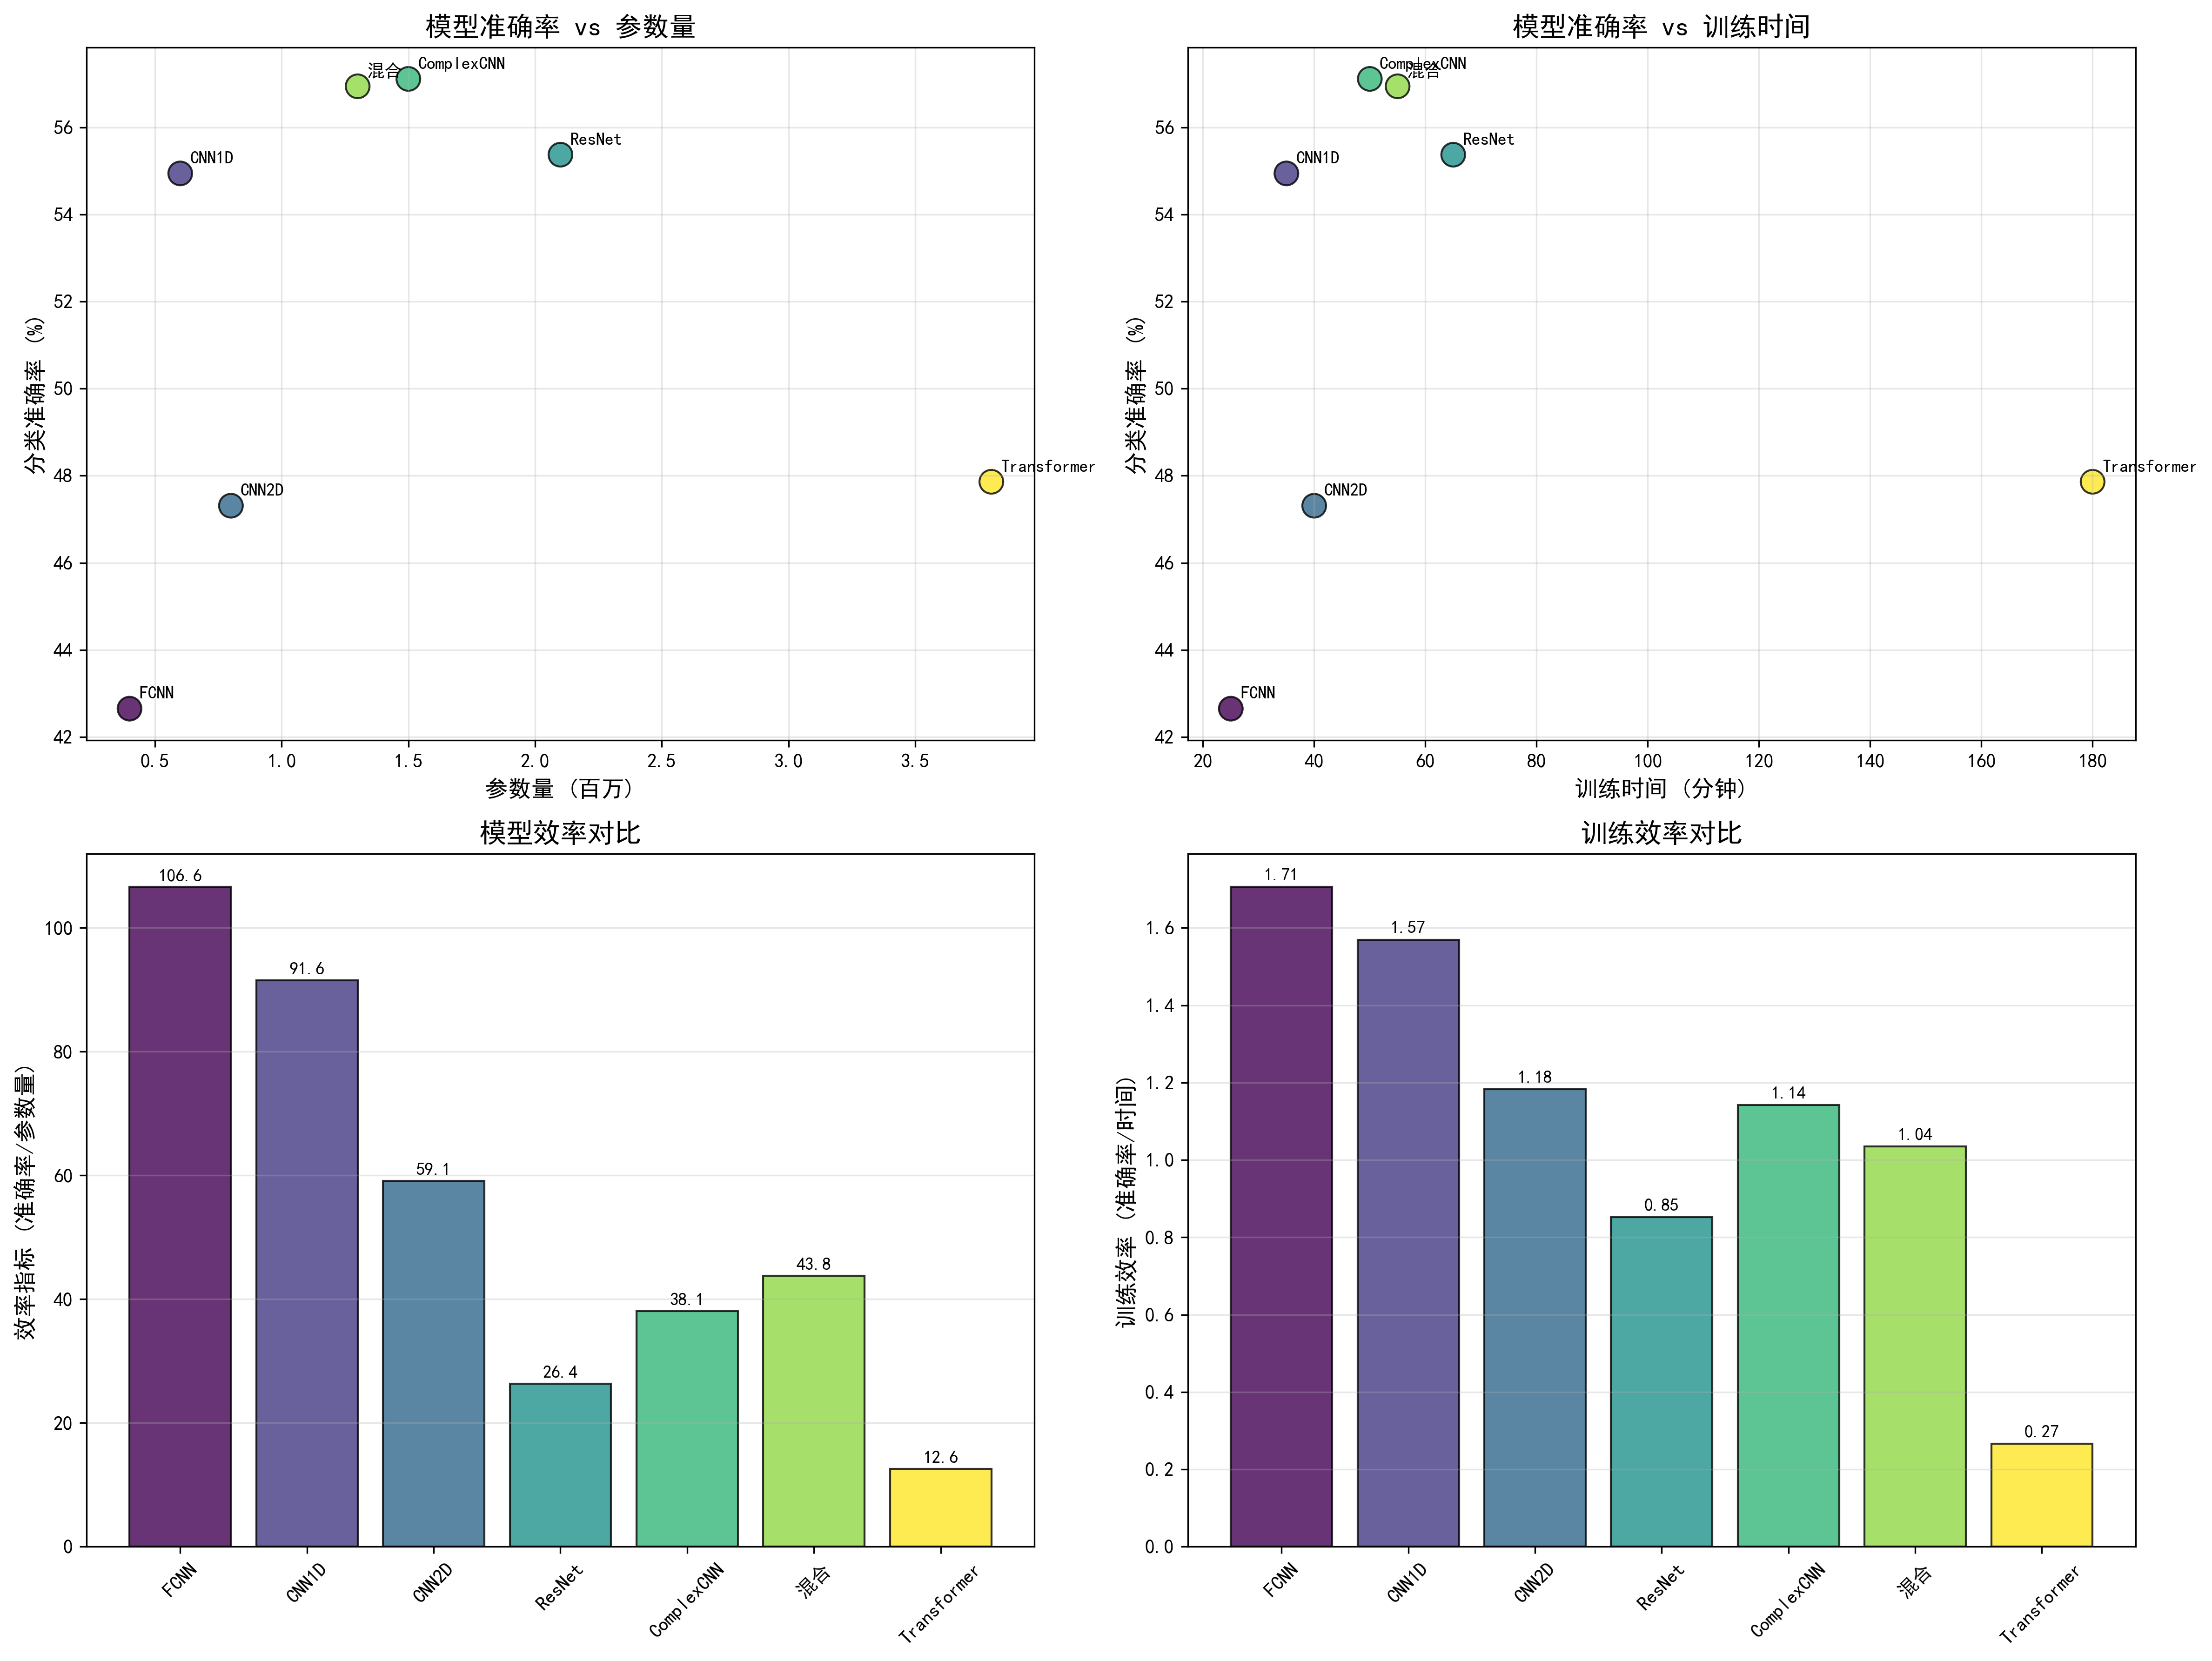 模型准确率 vs 参数量
分类准确率 (%)
56
54
52
50
48
46
44
42
混合
ComplexCNN
ResNet
CNN1D
Transformer
CNN2D
FCNN
0.5 1.0 1.5 2.0 2.5 3.0 3.5
参数量 (百万)
模型准确率 vs 训练时间
分类准确率 (%)
56
54
52
50
48
46
44
42
ComplexCNN
混合
ResNet
CNN1D
Transformer
CNN2D
FCNN
20 40 60 80 100 120 140 160 180
训练时间 (分钟)
模型效率对比
效率指标 (准确率/参数量)
100
80
60
40
20
0
106.6
91.6
59.1
26.4
38.1
43.8
12.6
FCNN CNN1D CNN2D ResNet ComplexCNN 混合 Transformer
训练效率对比
训练效率 (准确率/时间)
1.6
1.4
1.2
1.0
0.8
0.6
0.4
0.2
0.0
1.71
1.57
1.18
0.85
1.14
1.04
0.27
FCNN CNN1D CNN2D ResNet ComplexCNN 混合 Transformer